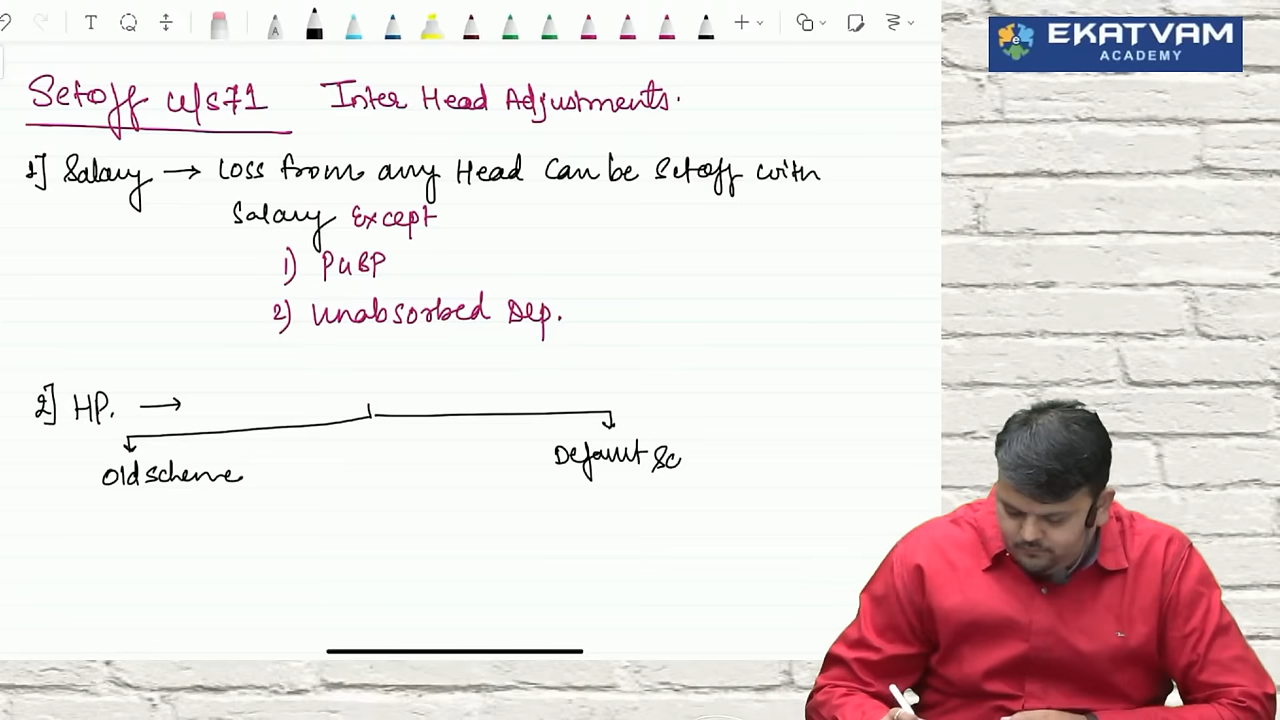 EKATVAM
ACADEMY
Setoff u/s71 Inter Head Adjustments.
1] Salary → Loss from any Head Can be Setoff with
Salary Except
1) PGBP
2) Unabsorbed Dep.
2] HP. →
Old scheme
Default Sc